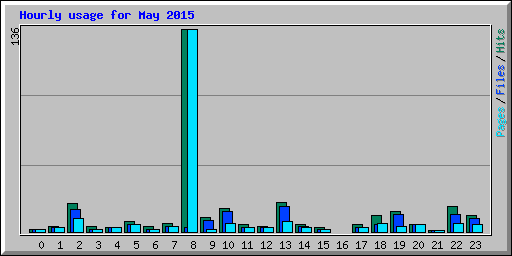 Hourly usage for May 2015
136
Pages/Files/Hits
0 1 2 3 4 5 6 7 8 9 10 11 12 13 14 15 16 17 18 19 20 21 22 23